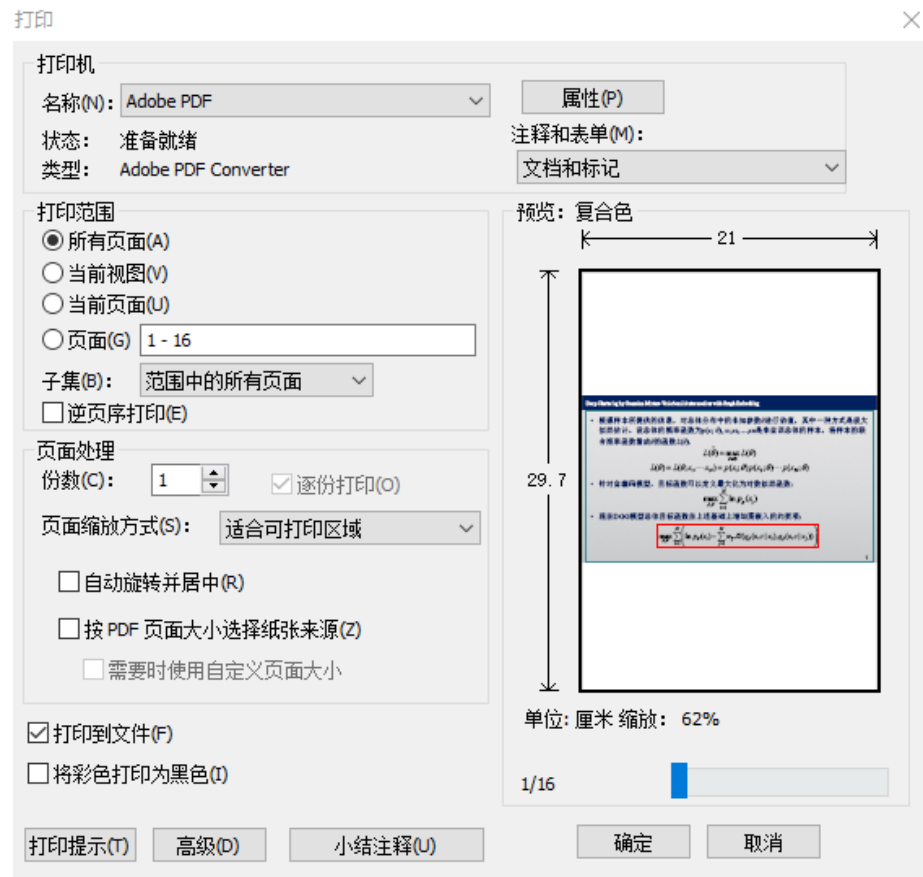 打印
打印机
名称(N): Adobe PDF
属性(P)
状态: 准备就绪
注释和表单(M):
类型: Adobe PDF Converter
文档和标记
打印范围
所有页面(A)
当前视图(V)
当前页面(U)
页面(G) 1 - 16
子集(B): 范围中的所有页面
逆页序打印(E)
页面处理
份数(C): 1
逐份打印(O)
页面缩放方式(S): 适合可打印区域
自动旋转并居中(R)
按 PDF 页面大小选择纸张来源(Z)
需要时使用自定义页面大小
打印到文件(F)
将彩色打印为黑色(I)
预览: 复合色
21
29.7
单位: 厘米 缩放: 62%
1/16
打印提示(T)
高级(D)
小结注释(U)
确定
取消